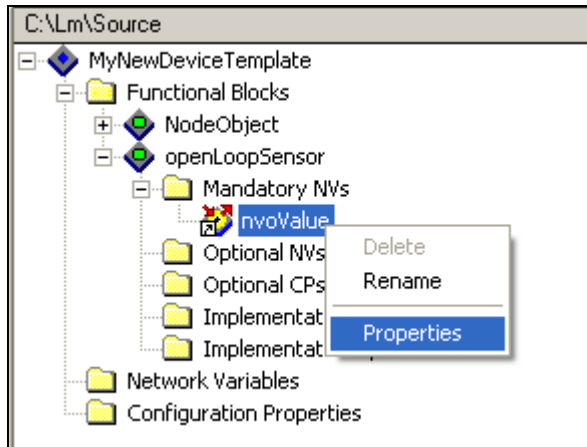 C:\Lm\Source
MyNewDeviceTemplate
Functional Blocks
NodeObject
openLoopSensor
Mandatory NVs
nvoValue
Optional NVs
Delete
Optional CPs
Rename
Implementat
Properties
Implementat
Network Variables
Configuration Properties